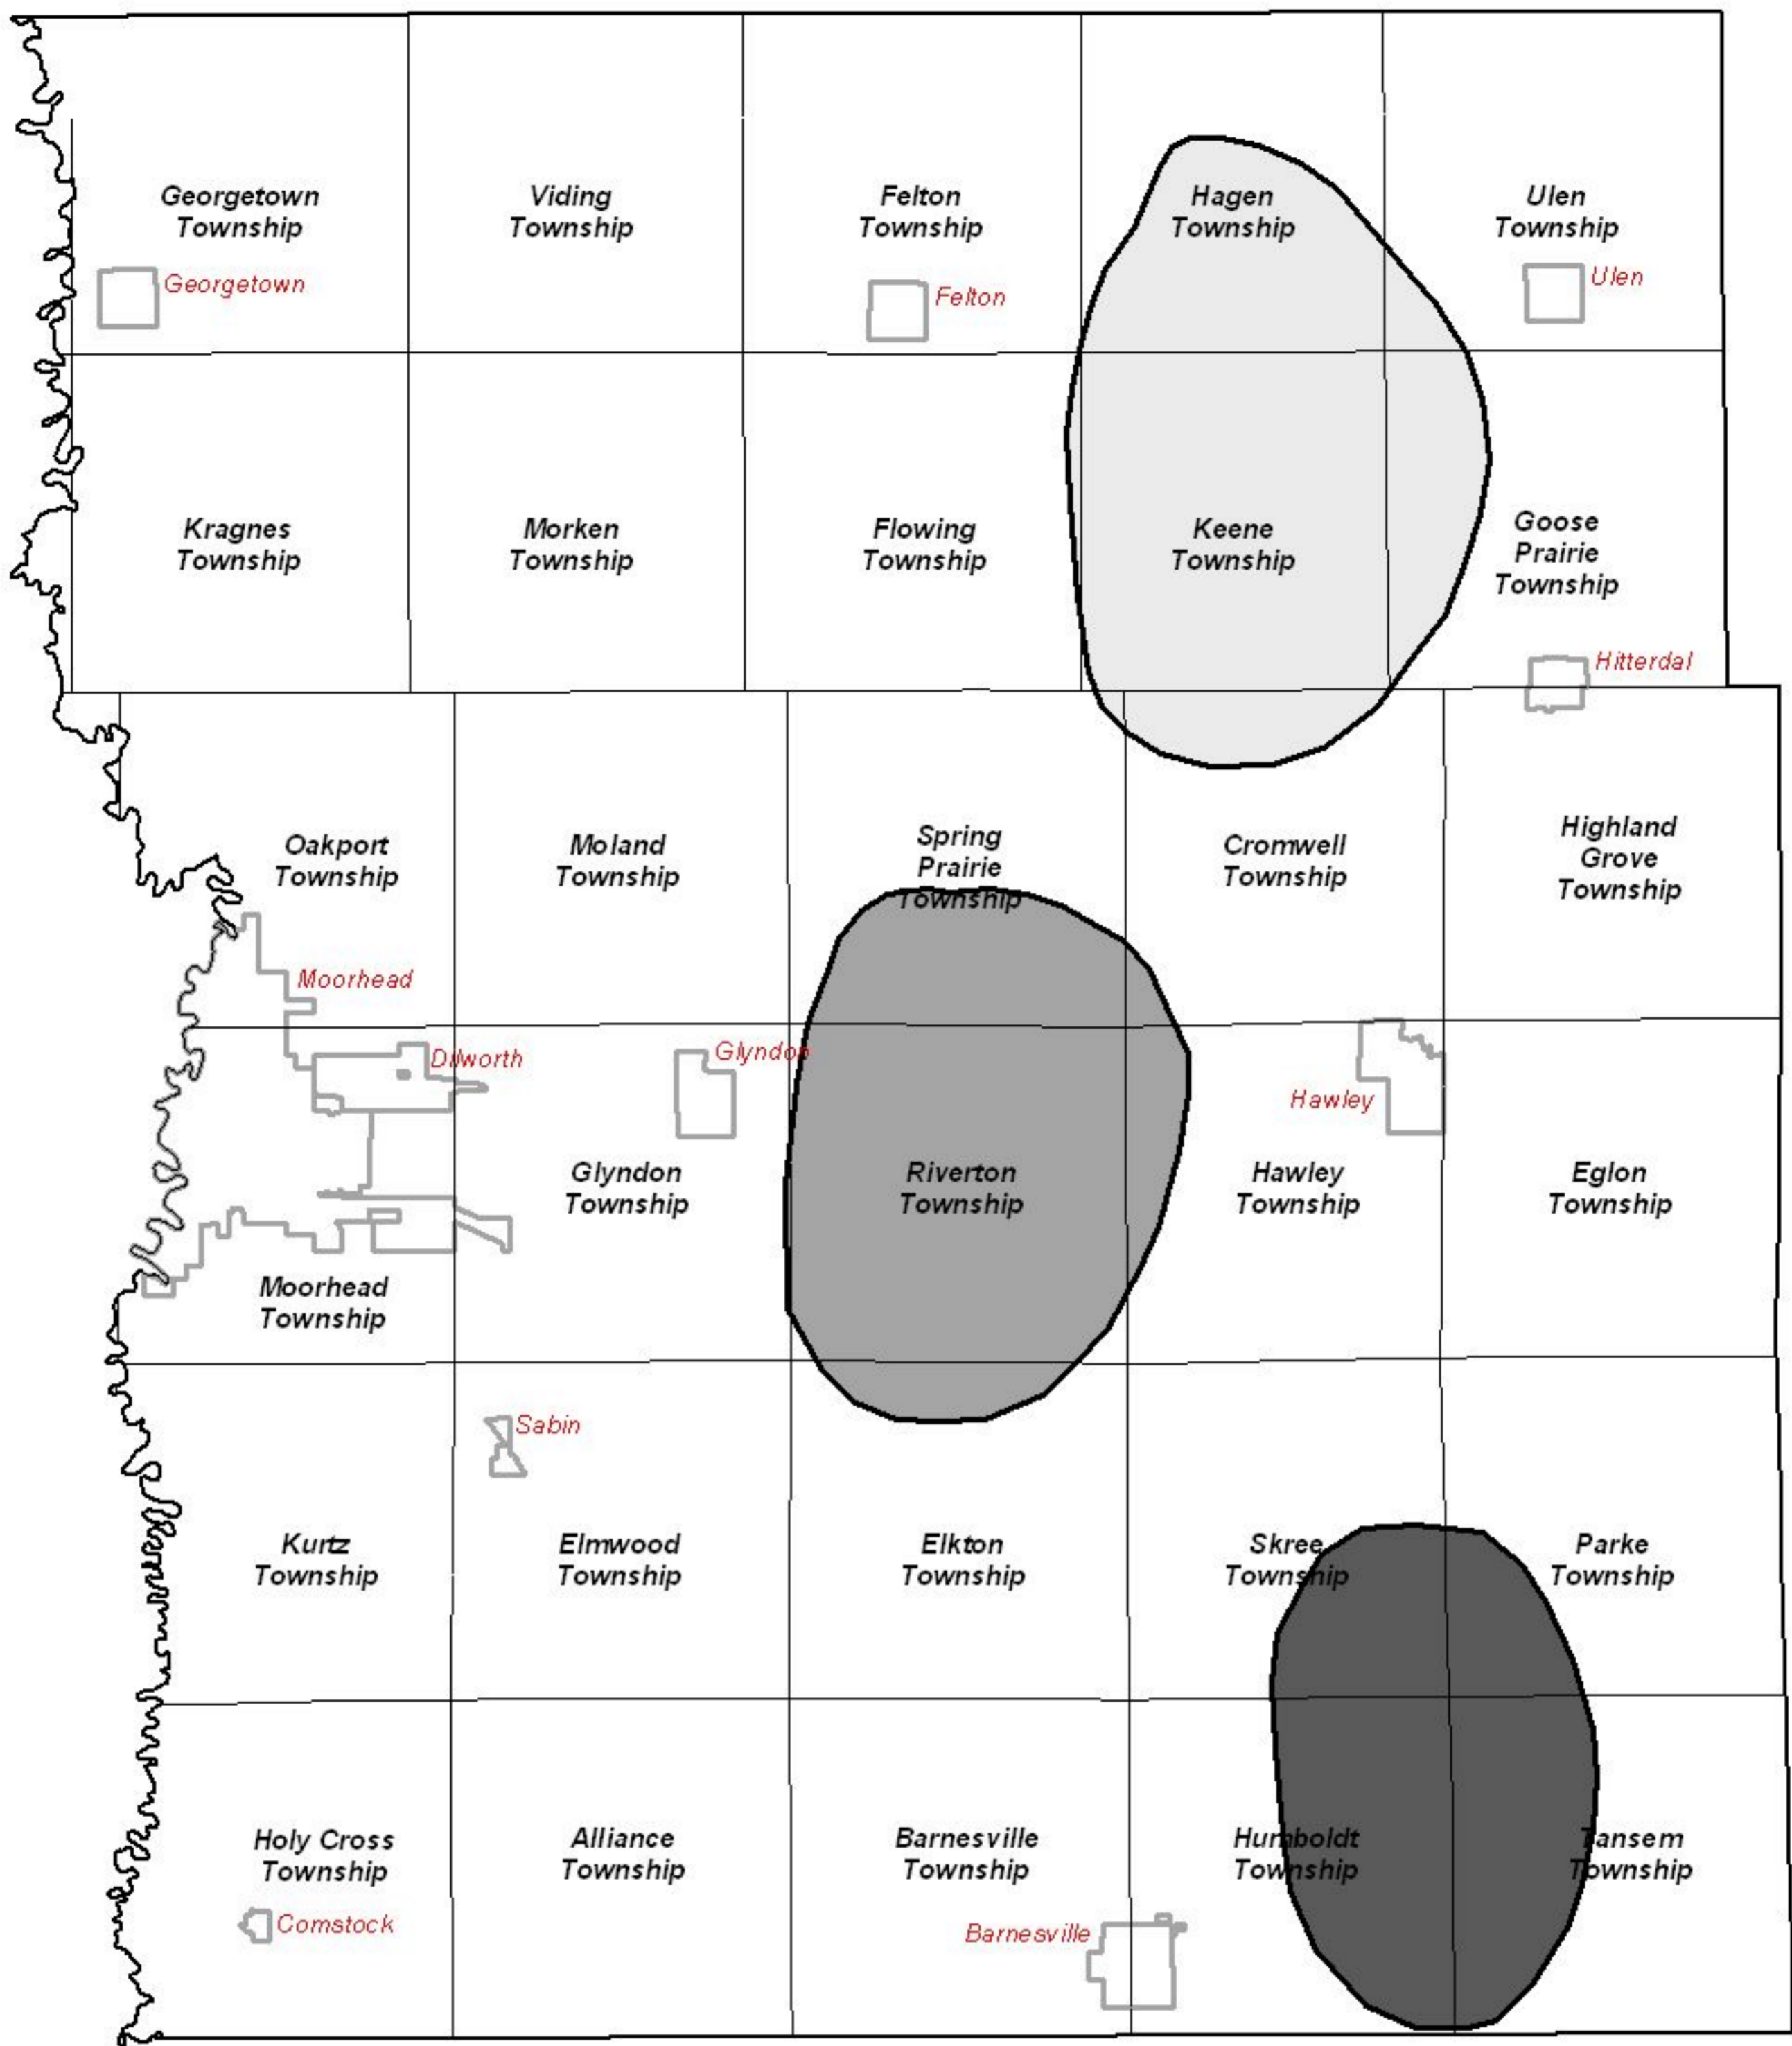 Georgetown
Township
Viding
Township
Felton
Township
Hagen
Township
Ulen
Township
Georgetown
Felton
Ulen
Kragnes
Township
Morken
Township
Flowing
Township
Keene
Township
Goose
Prairie
Township
Hitterdal
Oakport
Township
Moland
Township
Spring
Prairie
Township
Cromwell
Township
Highland
Grove
Township
Moorhead
Dilworth
Glyndon
Hawley
Glyndon
Township
Riverton
Township
Hawley
Township
Eglon
Township
Moorhead
Township
Sabin
Kurtz
Township
Elmwood
Township
Elkton
Township
Skree
Township
Parke
Township
Holy Cross
Township
Alliance
Township
Barnesville
Township
Humboldt
Township
Tansem
Township
Comstock
Barnesville